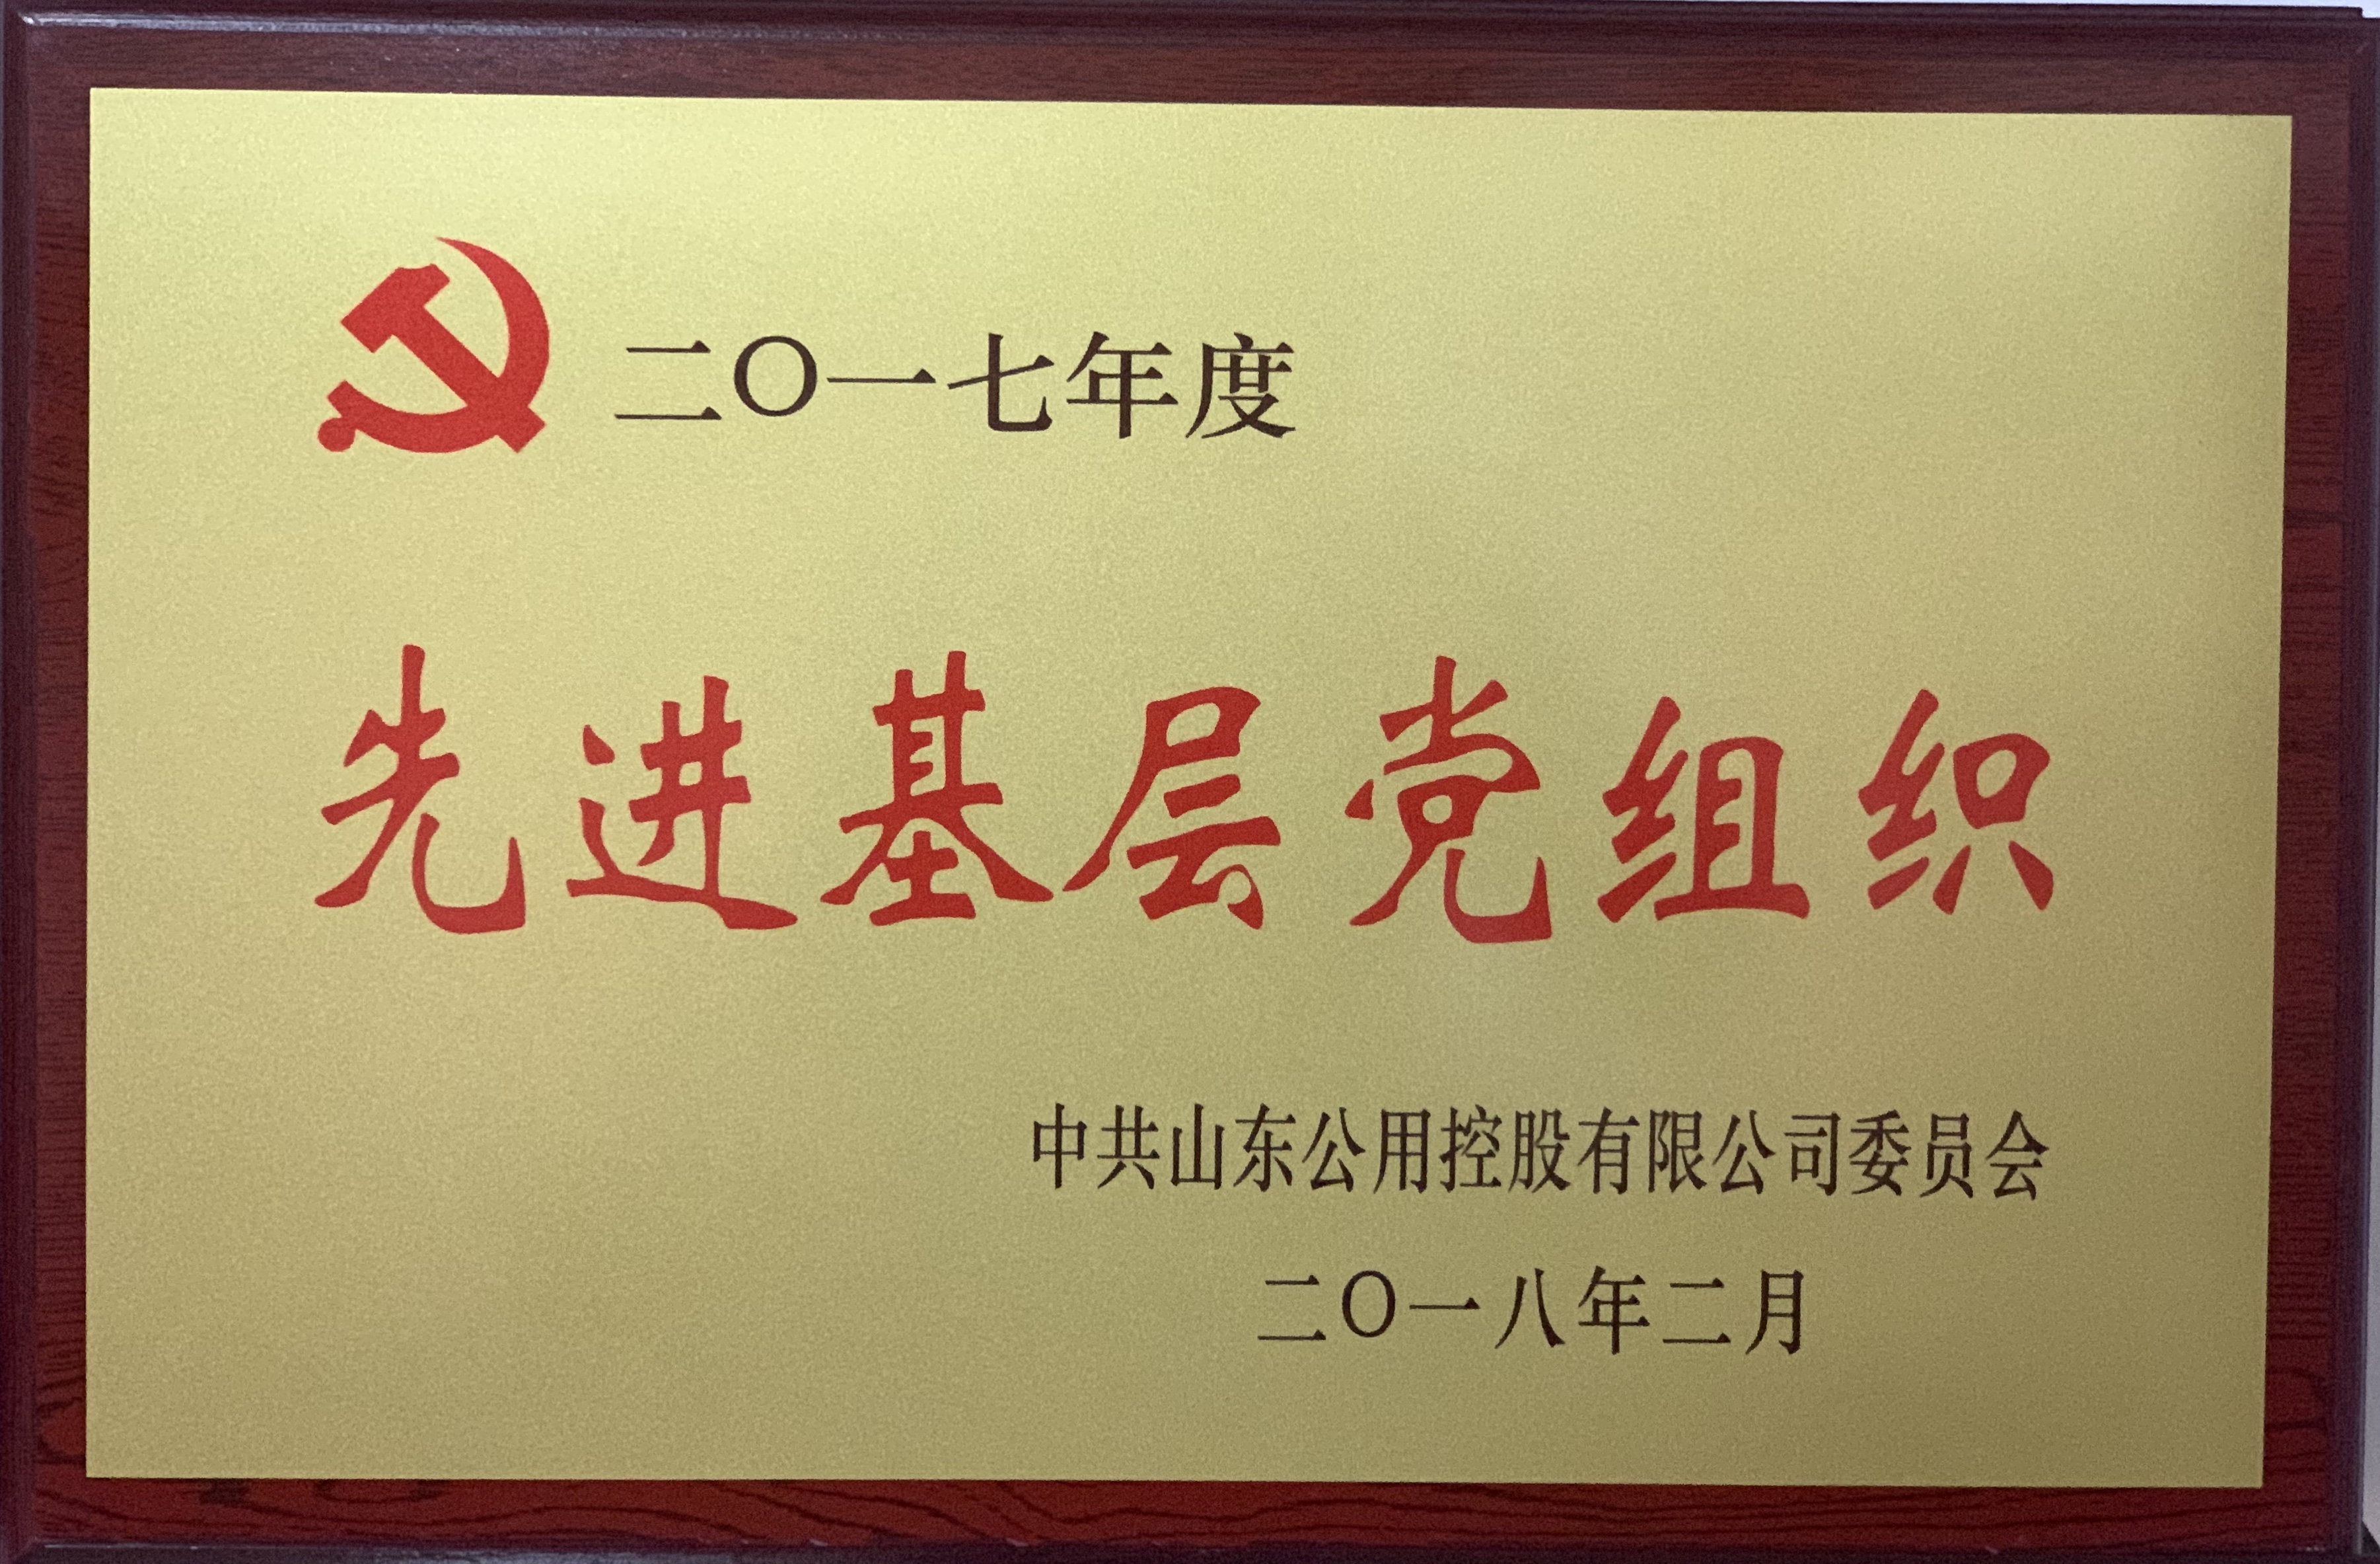 二〇一七年度
先进基层党组织
中共山东公用控股有限公司委员会
二〇一八年二月